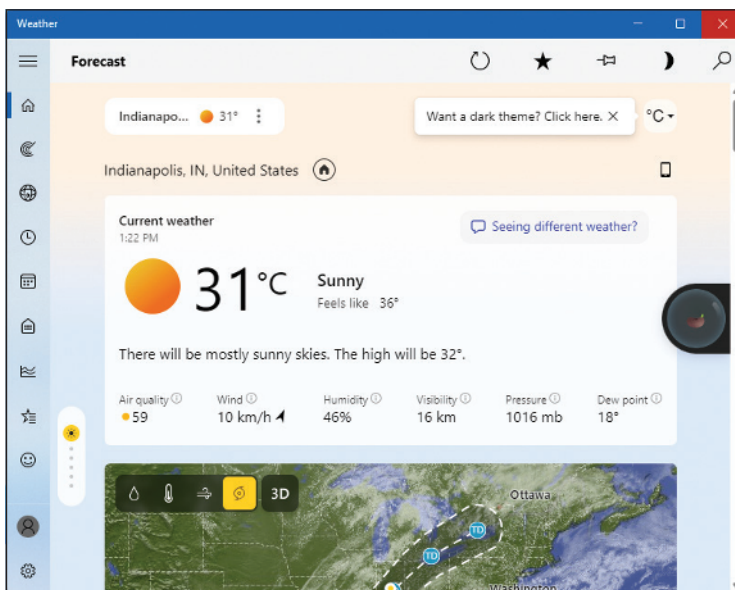 Weather
Forecast
Indianapo... 31°
Want a dark theme? Click here.
°C
Indianapolis, IN, United States
Current weather
1:22 PM
Seeing different weather?
31°C
Sunny
Feels like 36°
There will be mostly sunny skies. The high will be 32°.
Air quality Wind Humidity Visibility Pressure Dew point
59 10 km/h 46% 16 km 1016 mb 18°
3D
Ottawa
TD
TD
Washington